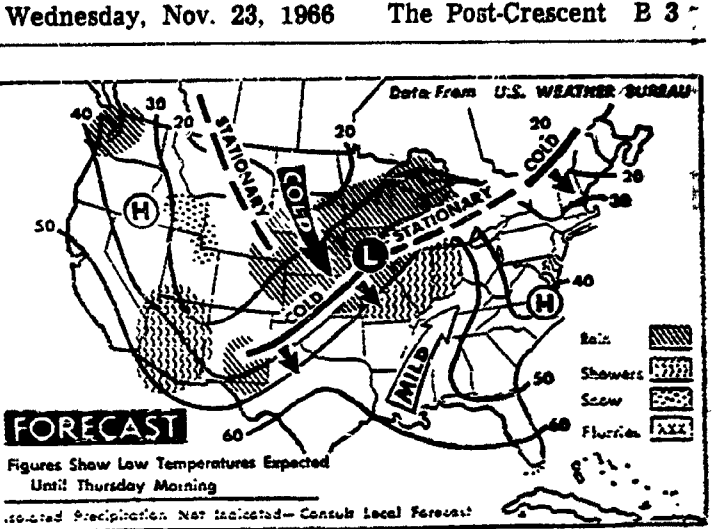 Wednesday, Nov. 23, 1966 The Post-Crescent B 3
Data From U.S. WEATHER BUREAU
40 30 20 20 20
STATIONARY
COLD
COLD
20
30
H
STATIONARY
50
L
COLD
40
H
MILD
50
60
60
Rain
Showers
Snow
Flurries
FORECAST
Figures Show Low Temperatures Expected
Until Thursday Morning
Isolated Precipitation Not Indicated— Consult Local Forecast